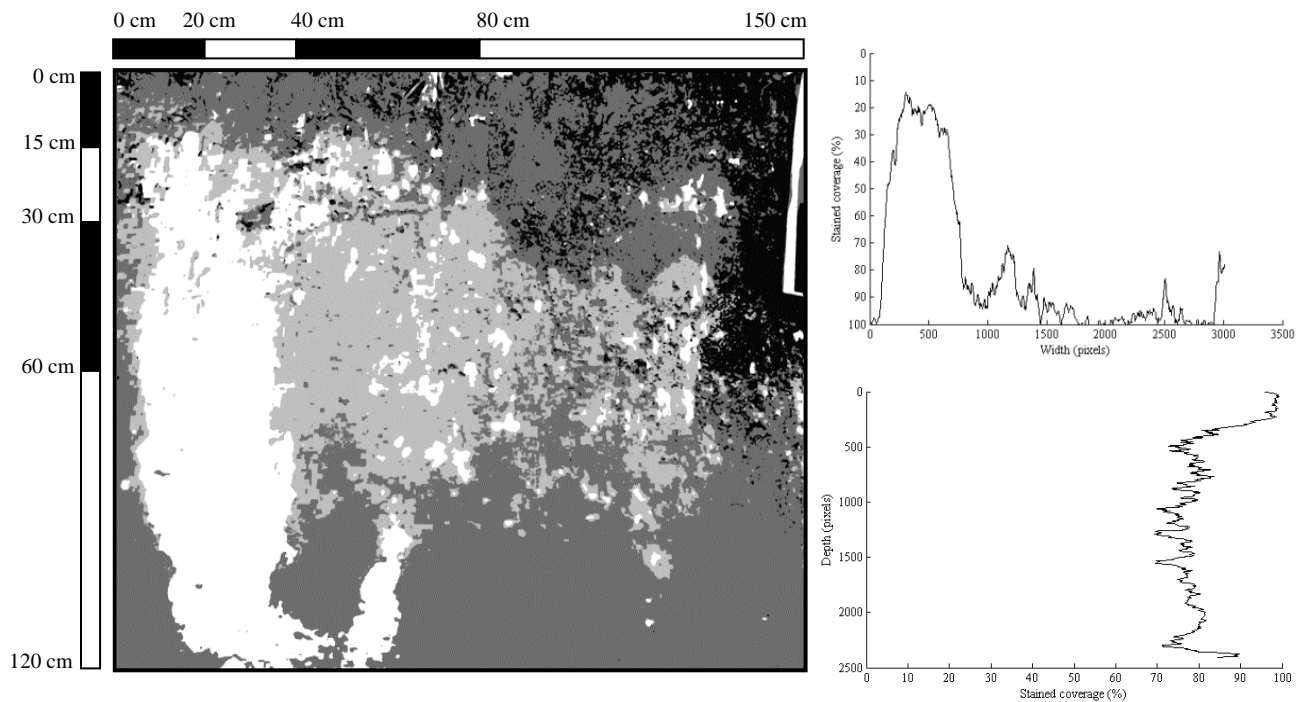 0 cm 20 cm 40 cm 80 cm 150 cm
0 cm
15 cm
30 cm
60 cm
120 cm
0
10
20
30
40
50
60
70
80
90
100
Stained coverage (%)
0 500 1000 1500 2000 2500 3000 3500
Width (pixels)
0
500
1000
1500
2000
2500
Depth (pixels)
0 10 20 30 40 50 60 70 80 90 100
Stained coverage (%)